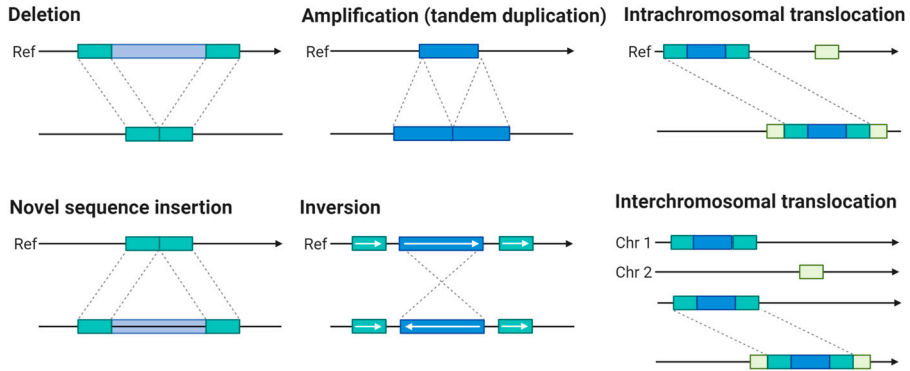 Deletion
Ref
Amplification (tandem duplication)
Ref
Intrachromosomal translocation
Ref
Novel sequence insertion
Ref
Inversion
Ref
Interchromosomal translocation
Chr 1
Chr 2